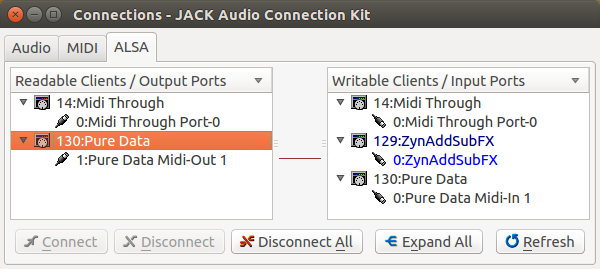 Connections - JACK Audio Connection Kit
Audio MIDI ALSA
Readable Clients / Output Ports
14:Midi Through
0:Midi Through Port-0
130:Pure Data
1:Pure Data Midi-Out 1
Writable Clients / Input Ports
14:Midi Through
0:Midi Through Port-0
129:ZynAddSubFX
0:ZynAddSubFX
130:Pure Data
0:Pure Data Midi-In 1
Connect Disconnect Disconnect All Expand All Refresh